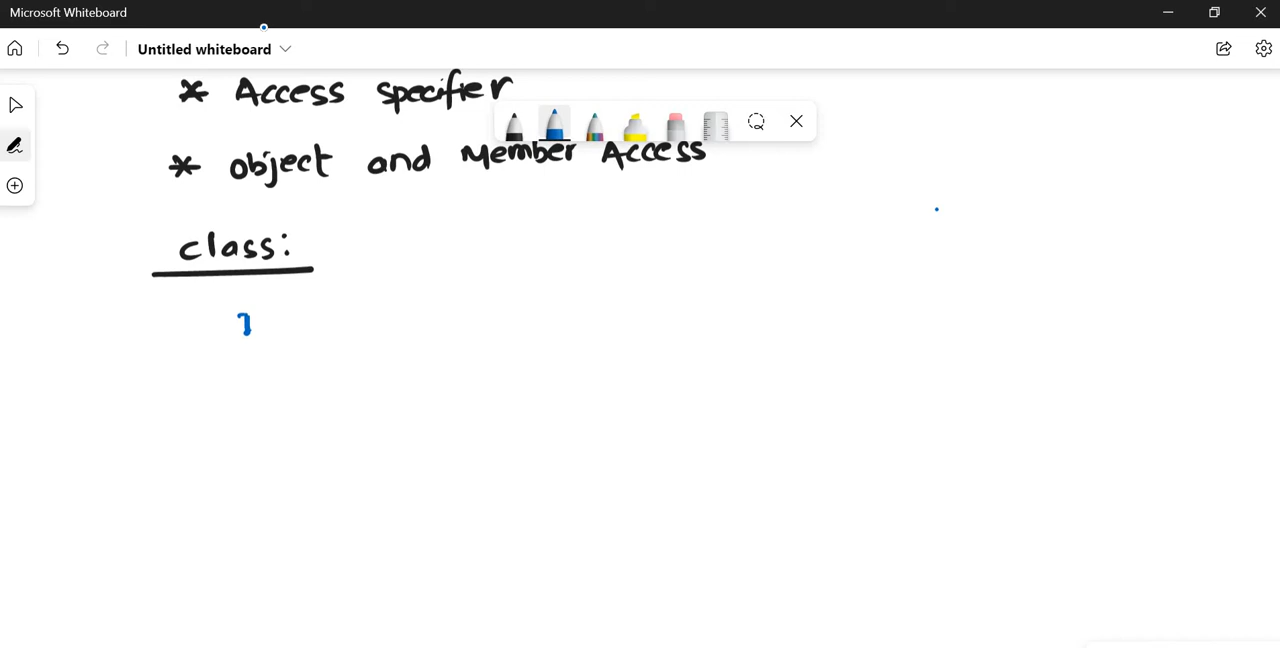 Microsoft Whiteboard
Untitled whiteboard
* Access specifier
* object and Member Access
class: